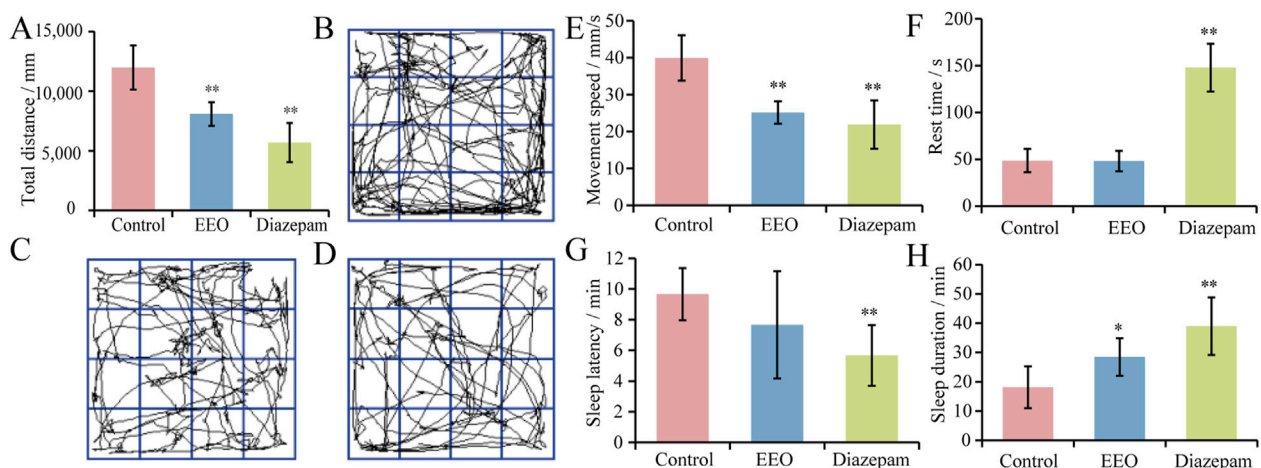 A
Total distance / mm
15,000
10,000
5,000
0
**
**
Control EEO Diazepam
B
C
D
E
Movement speed / mm/s
50
40
30
20
10
0
**
**
Control EEO Diazepam
F
Rest time / s
200
150
100
50
0
**
Control EEO Diazepam
G
Sleep latency / min
12
10
8
6
4
2
0
**
Control EEO Diazepam
H
Sleep duration / min
60
50
40
30
20
10
0
*
**
Control EEO Diazepam